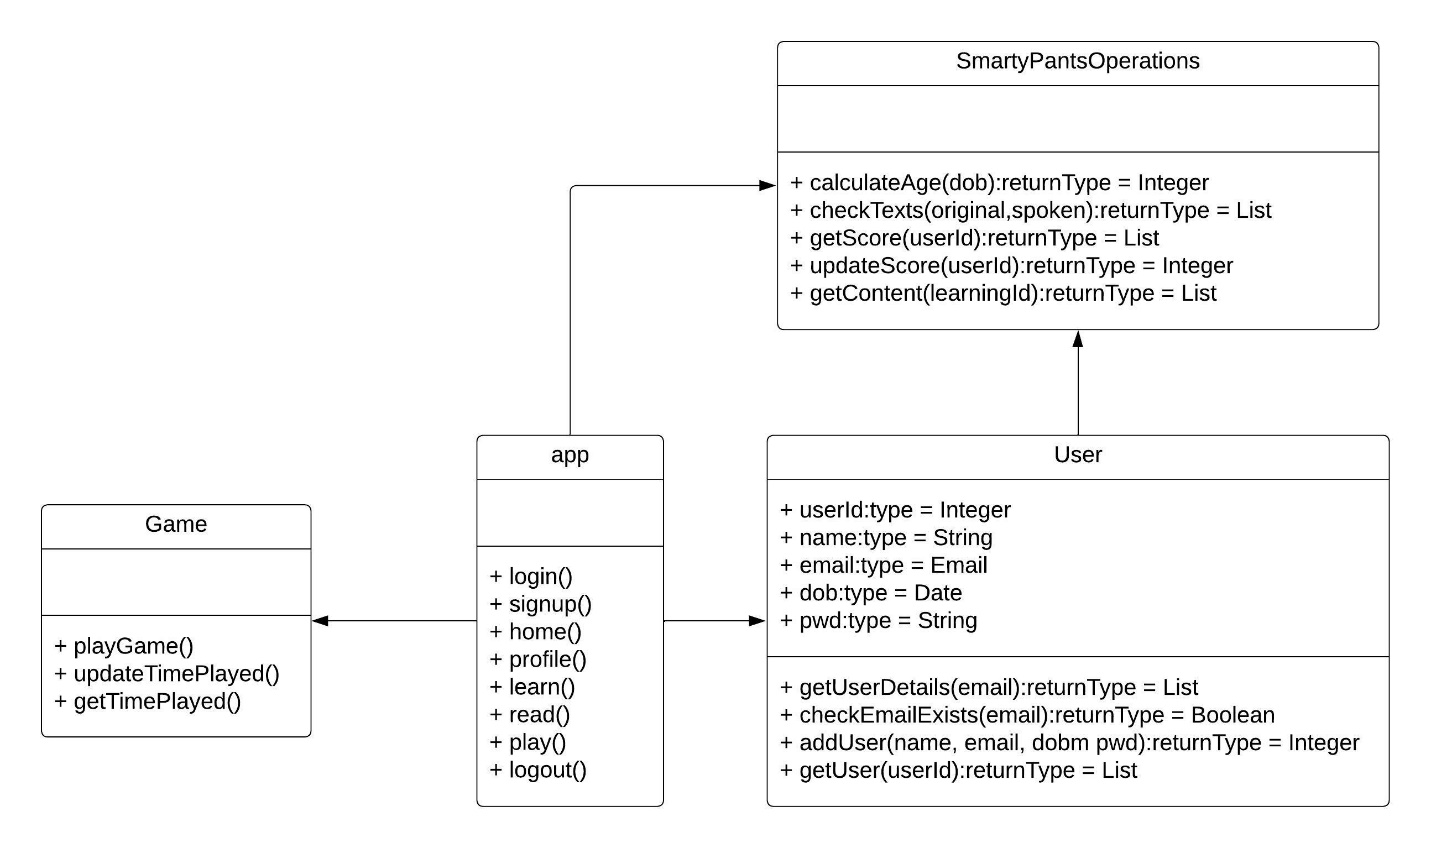 SmartyPantsOperations
+ calculateAge(dob):returnType = Integer
+ checkTexts(original,spoken):returnType = List
+ getScore(userId):returnType = List
+ updateScore(userId):returnType = Integer
+ getContent(learningId):returnType = List
app
+ login()
+ signup()
+ home()
+ profile()
+ learn()
+ read()
+ play()
+ logout()
User
+ userId:type = Integer
+ name:type = String
+ email:type = Email
+ dob:type = Date
+ pwd:type = String
+ getUserDetails(email):returnType = List
+ checkEmailExists(email):returnType = Boolean
+ addUser(name, email, dobm pwd):returnType = Integer
+ getUser(userId):returnType = List
Game
+ playGame()
+ updateTimePlayed()
+ getTimePlayed()